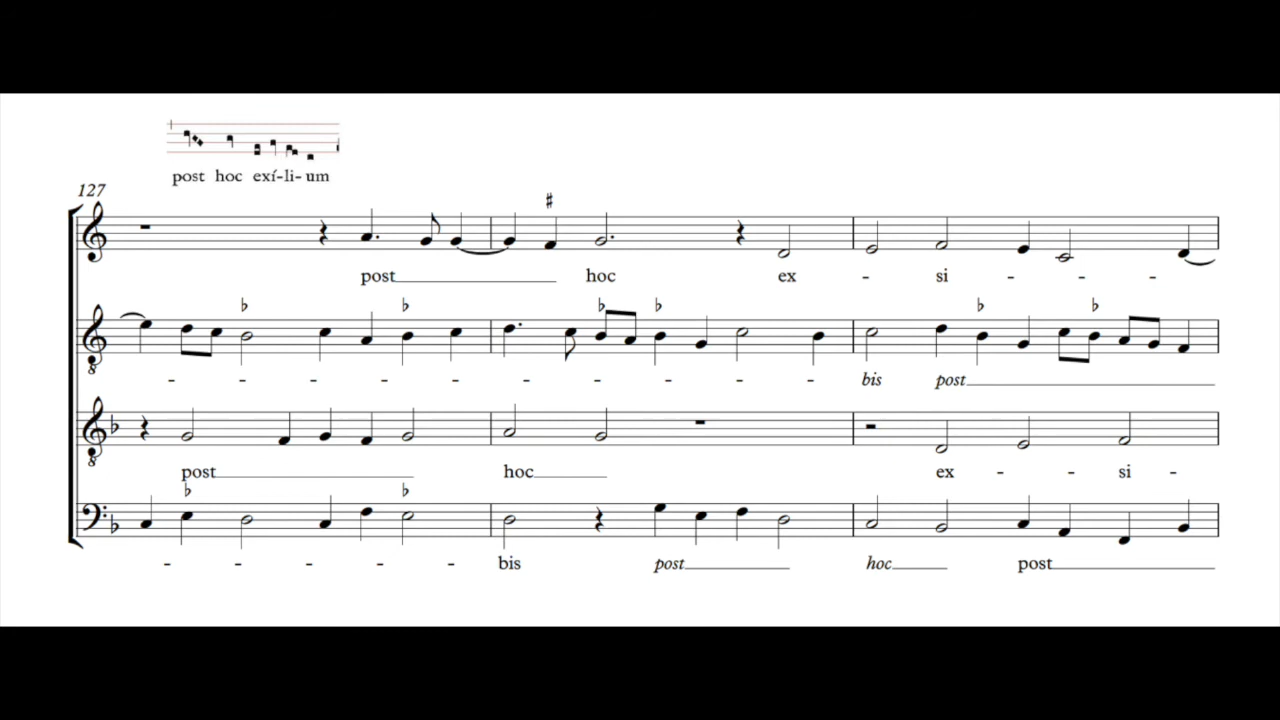 post hoc exí-li-um
127
post hoc ex - si - - -
- - - - - - - - - - bis post
post hoc ex - - si -
- - - - - bis post hoc post